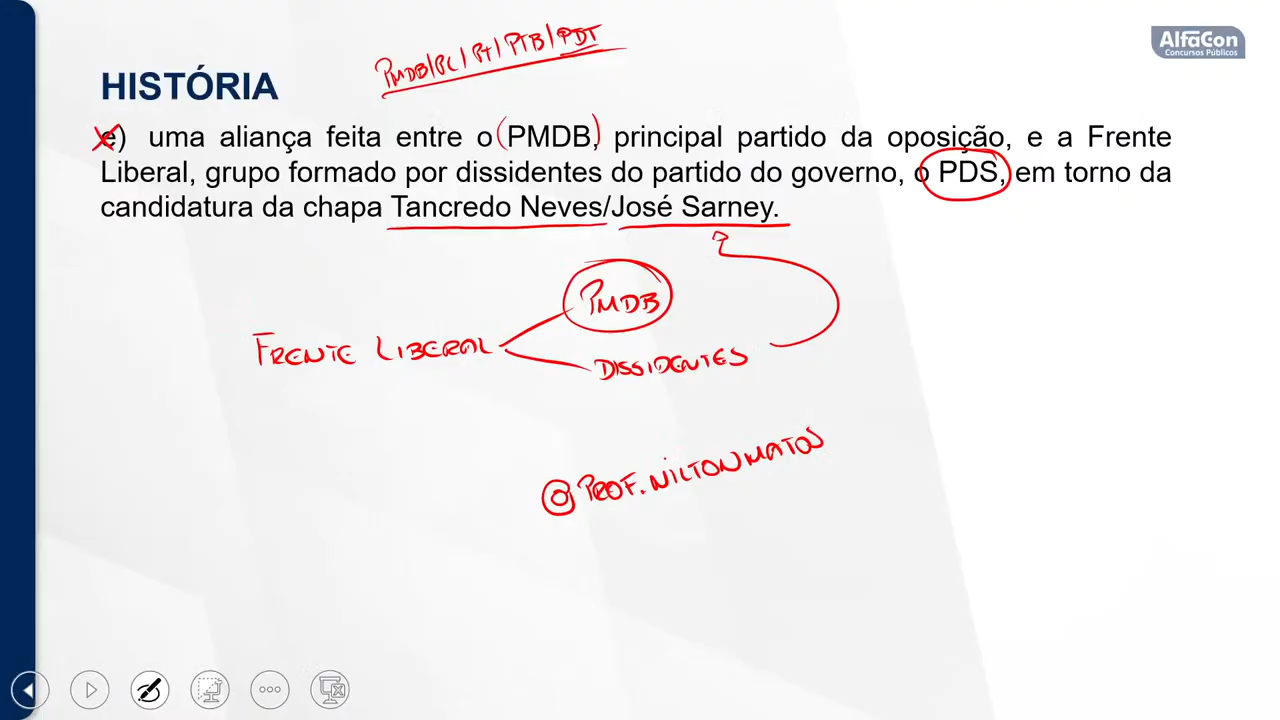 PMDB/PL/PT/PTB/PDT
AlfaCon
Concursos Públicos
HISTÓRIA
e) uma aliança feita entre o (PMDB), principal partido da oposição, e a Frente
Liberal, grupo formado por dissidentes do partido do governo, o PDS, em torno da
candidatura da chapa Tancredo Neves/José Sarney.
PMDB
FRENTE LIBERAL
DISSIDENTES
@PROF.NILTONMATOS